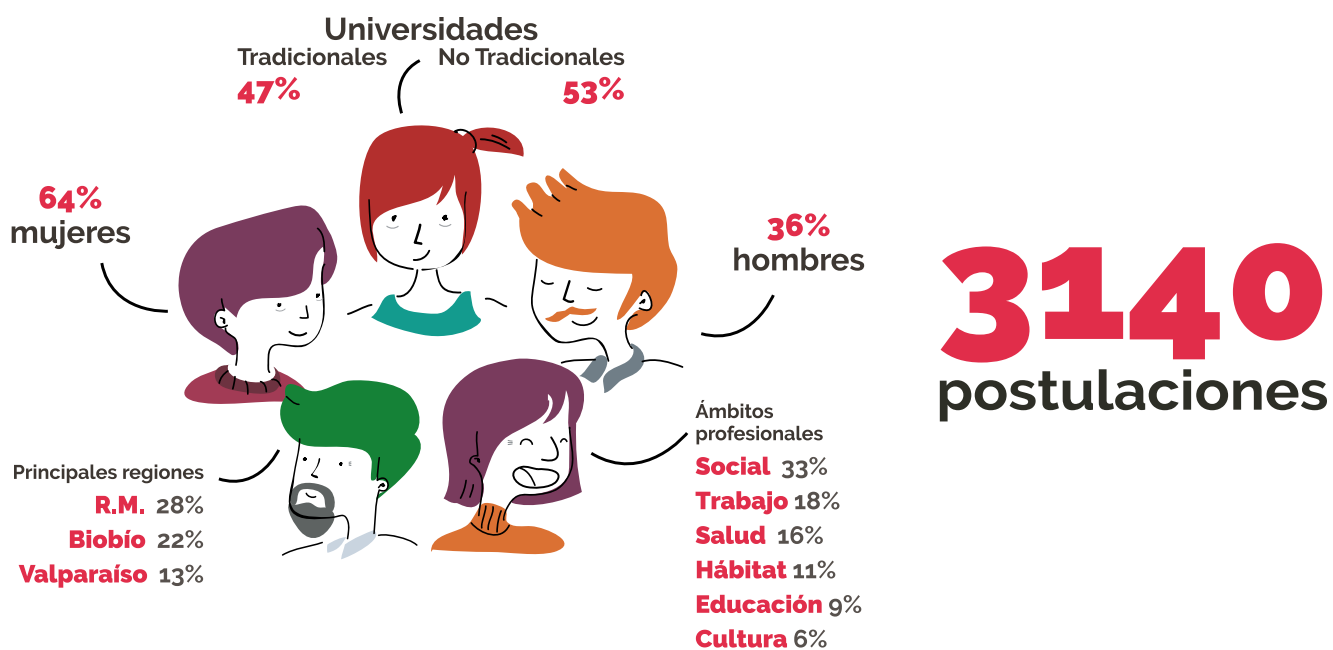 Universidades
Tradicionales
47%
No Tradicionales
53%
64%
mujeres
36%
hombres
3140
postulaciones
Principales regiones
R.M. 28%
Biobío 22%
Valparaíso 13%
Ámbitos
profesionales
Social 33%
Trabajo 18%
Salud 16%
Hábitat 11%
Educación 9%
Cultura 6%